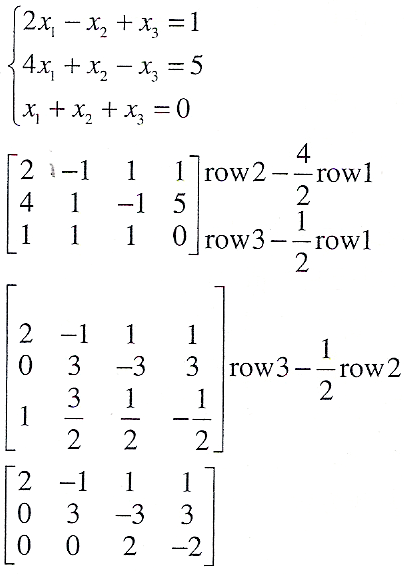 2x₁ − x₂ + x₃ = 1
4x₁ + x₂ − x₃ = 5
x₁ + x₂ + x₃ = 0
[2 -1 1 1] row2 − 4/2 row1
[4 1 -1 5]
[1 1 1 0] row3 − 1/2 row1
[2 -1 1 1]
[0 3 -3 3] row3 − 1/2 row2
[1 3/2 1/2 -1/2]
[2 -1 1 1]
[0 3 -3 3]
[0 0 2 -2]